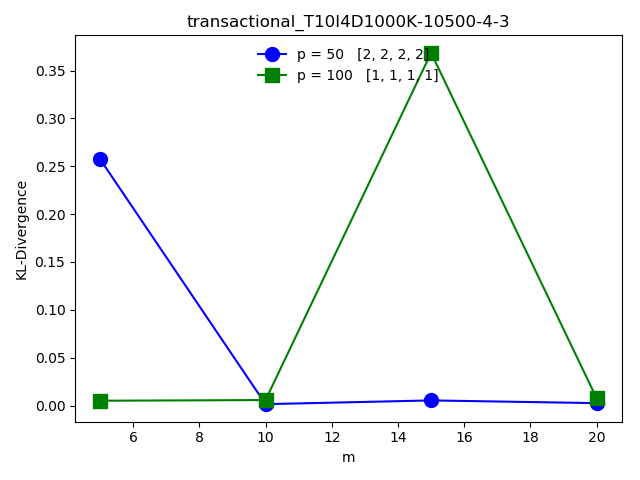 transactional_T10I4D1000K-10500-4-3
p = 50 [2, 2, 2, 2]
p = 100 [1, 1, 1, 1]
KL-Divergence
0.35
0.30
0.25
0.20
0.15
0.10
0.05
0.00
6 8 10 12 14 16 18 20
m